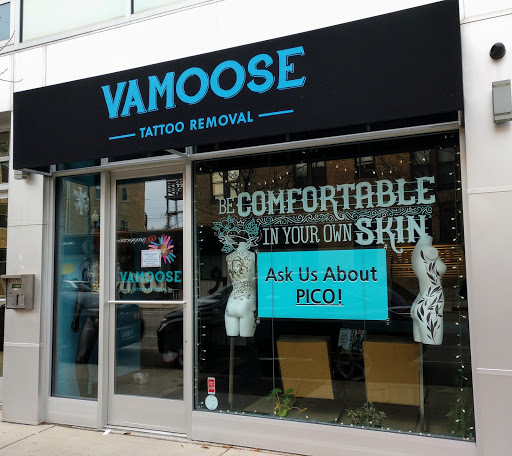 VAMOOSE
TATTOO REMOVAL
BE COMFORTABLE
IN YOUR OWN SKIN
Ask Us About
PICO!
VAMOOSE